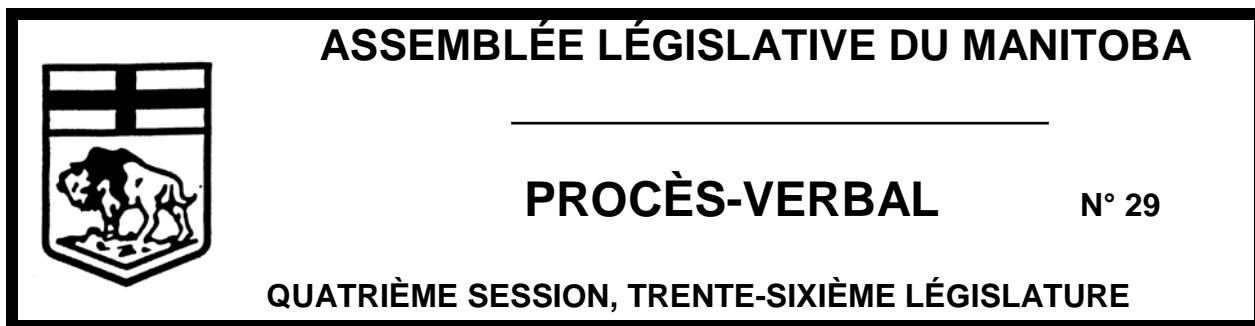 ASSEMBLÉE LÉGISLATIVE DU MANITOBA
PROCÈS-VERBAL N° 29
QUATRIÈME SESSION, TRENTE-SIXIÈME LÉGISLATURE